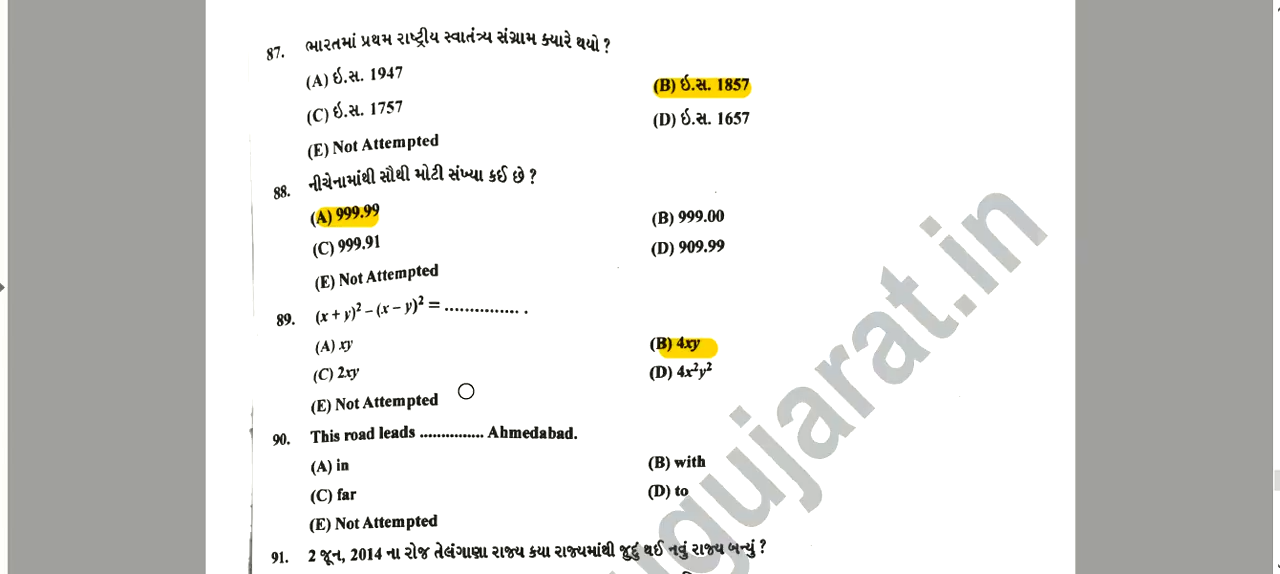 87. ભારતમાં પ્રથમ રાષ્ટ્રીય સ્વાતંત્ર્ય સંગ્રામ ક્યારે થયો ?
(A) ઇ.સ. 1947 (B) ઇ.સ. 1857
(C) ઇ.સ. 1757 (D) ઇ.સ. 1657
(E) Not Attempted
88. નીચેનામાંથી સૌથી મોટી સંખ્યા કઈ છે ?
(A) 999.99 (B) 999.00
(C) 999.91 (D) 909.99
(E) Not Attempted
89. (x + y)² – (x – y)² = ............... .
(A) xy (B) 4xy
(C) 2xy (D) 4x²y²
(E) Not Attempted
90. This road leads ............... Ahmedabad.
(A) in (B) with
(C) far (D) to
(E) Not Attempted
91. 2 જૂન, 2014 ના રોજ તેલંગાણા રાજ્ય કયા રાજ્યમાંથી જુદું થઈ નવું રાજ્ય બન્યું ?
ugujarat.in